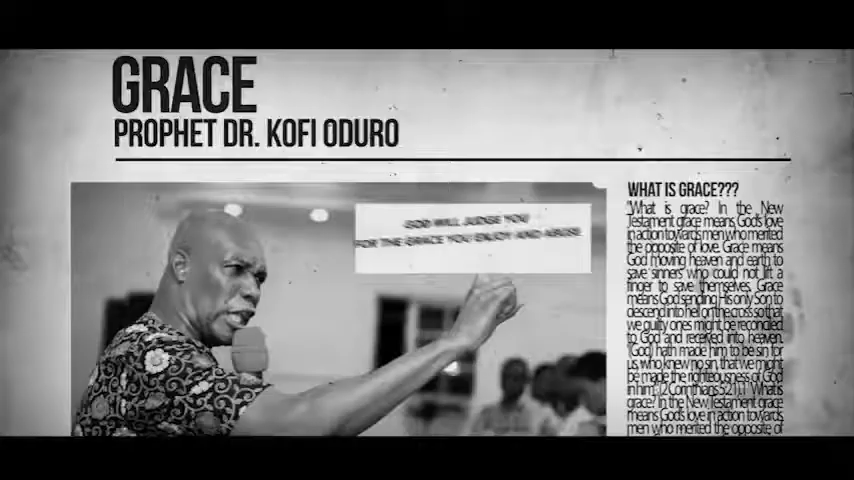 GRACE
PROPHET DR. KOFI ODURO
GOD WILL JUDGE YOU
FOR THE GRACE YOU ENJOY AND ABUSE
WHAT IS GRACE???
"What is grace? In the New
Testament grace means God's love
in action towards men who merited
the opposite of love. Grace means
God moving heaven and earth to
save sinners who could not lift a
finger to save themselves. Grace
means God sending His only Son to
descend into hell on the cross so that
we guilty ones might be reconciled
to God and received into heaven.
'(God) hath made him to be sin for
us, who knew no sin, that we might
be made the righteousness of God
in him' (2 Corinthians 5:21)." "What is
grace? In the New Testament grace
means God's love in action towards
men who merited the opposite of